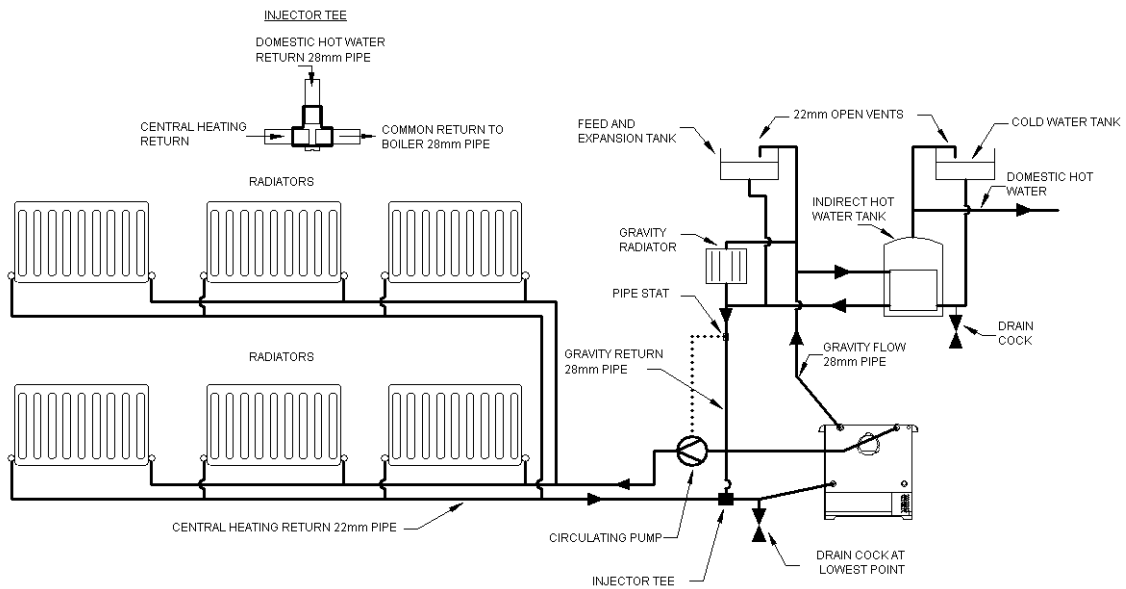 INJECTOR TEE
DOMESTIC HOT WATER
RETURN 28mm PIPE
CENTRAL HEATING
RETURN
COMMON RETURN TO
BOILER 28mm PIPE
RADIATORS
FEED AND
EXPANSION TANK
22mm OPEN VENTS
COLD WATER TANK
DOMESTIC HOT
WATER
INDIRECT HOT
WATER TANK
GRAVITY
RADIATOR
PIPE STAT
DRAIN
COCK
GRAVITY FLOW
28mm PIPE
GRAVITY RETURN
28mm PIPE
RADIATORS
CENTRAL HEATING RETURN 22mm PIPE
CIRCULATING PUMP
INJECTOR TEE
DRAIN COCK AT
LOWEST POINT